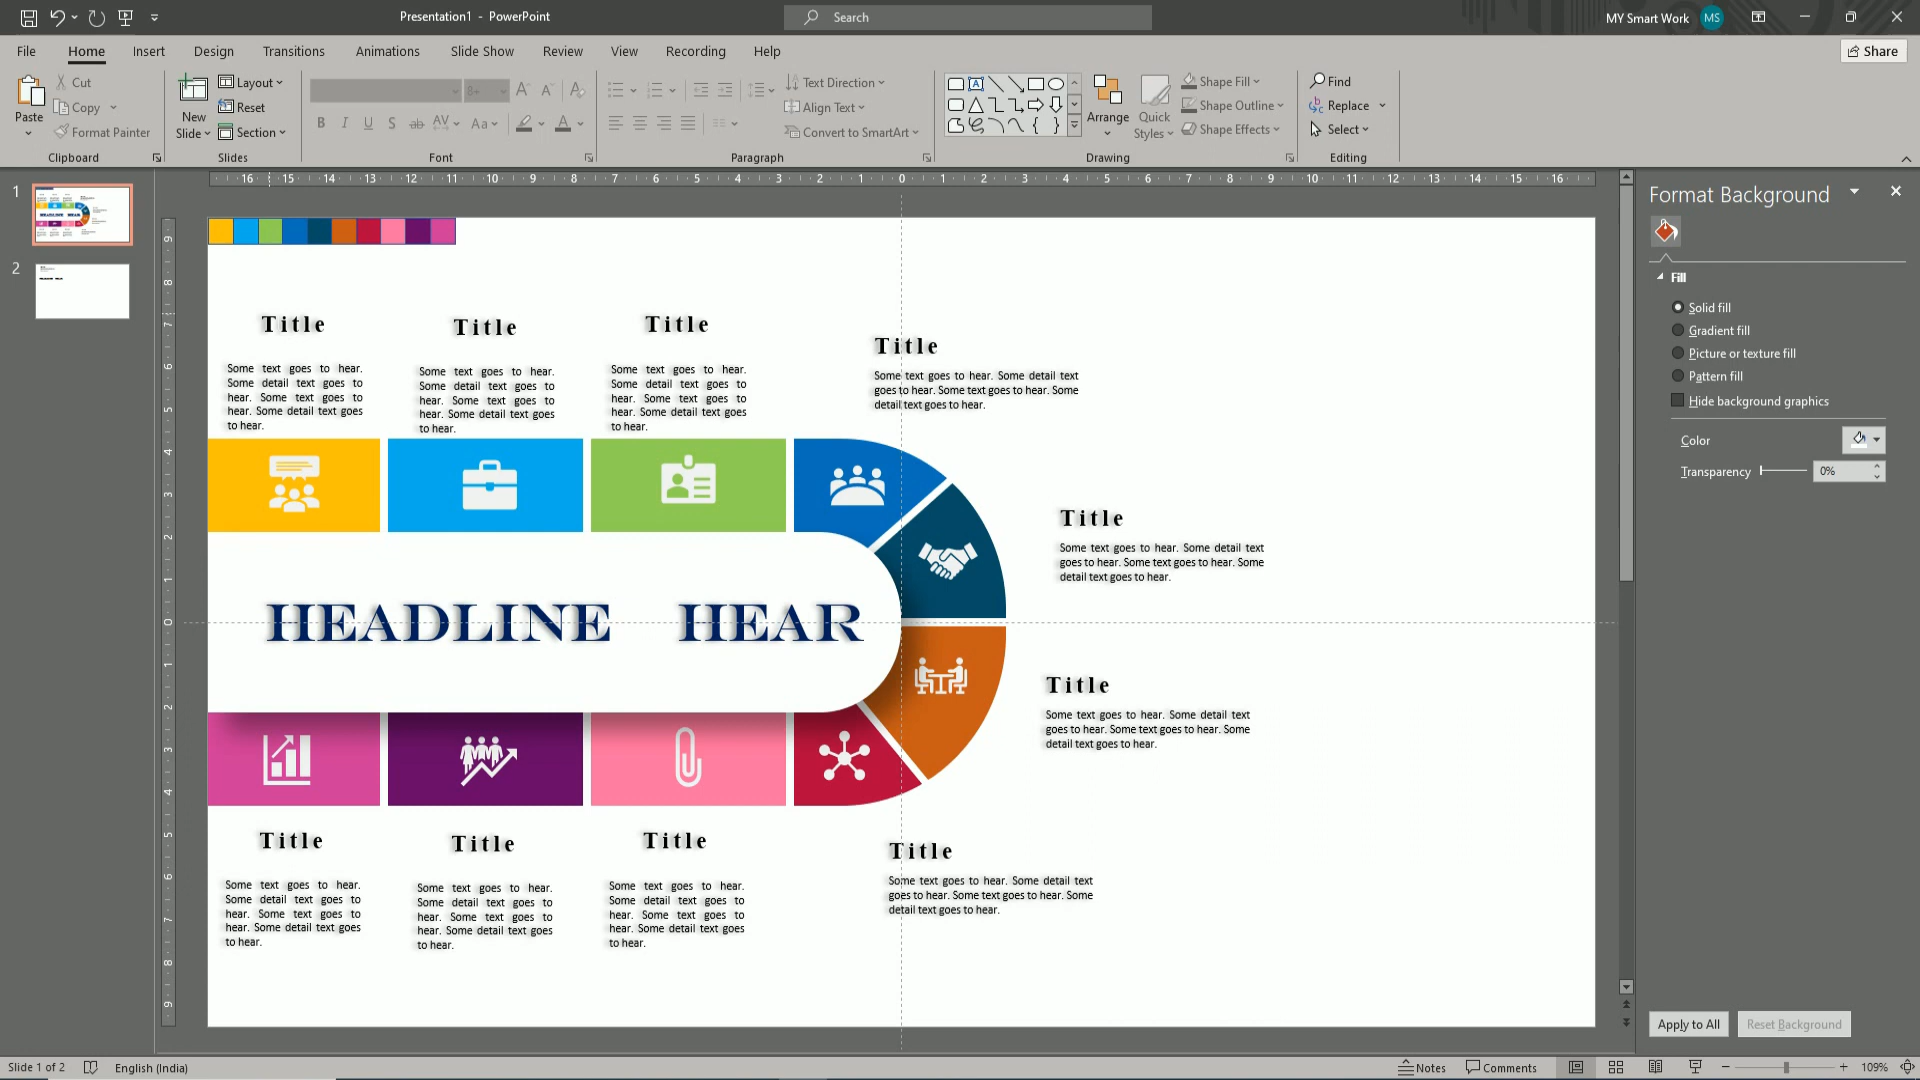 Presentation1 - PowerPoint
Search
MY Smart Work
MS
File
Home
Insert
Design
Transitions
Animations
Slide Show
Review
View
Recording
Help
Share
Paste
Cut
Copy
Format Painter
Clipboard
New
Slide
Layout
Reset
Section
Slides
Font
Text Direction
Align Text
Convert to SmartArt
Paragraph
Arrange
Quick
Styles
Shape Fill
Shape Outline
Shape Effects
Drawing
Find
Replace
Select
Editing
1
2
Title
Some text goes to hear.
Some detail text goes to
hear. Some text goes to
hear. Some detail text goes
to hear.
Title
Some text goes to hear.
Some detail text goes to
hear. Some text goes to
hear. Some detail text goes
to hear.
Title
Some text goes to hear.
Some detail text goes to
hear. Some text goes to
hear. Some detail text goes
to hear.
Title
Some text goes to hear. Some detail text
goes to hear. Some text goes to hear. Some
detail text goes to hear.
Title
Some text goes to hear. Some detail text
goes to hear. Some text goes to hear. Some
detail text goes to hear.
HEADLINE HEAR
Title
Some text goes to hear. Some detail text
goes to hear. Some text goes to hear. Some
detail text goes to hear.
Title
Some text goes to hear.
Some detail text goes to
hear. Some text goes to
hear. Some detail text goes
to hear.
Title
Some text goes to hear.
Some detail text goes to
hear. Some text goes to
hear. Some detail text goes
to hear.
Title
Some text goes to hear.
Some detail text goes to
hear. Some text goes to
hear. Some detail text goes
to hear.
Title
Some text goes to hear. Some detail text
goes to hear. Some text goes to hear. Some
detail text goes to hear.
Format Background
Fill
Solid fill
Gradient fill
Picture or texture fill
Pattern fill
Hide background graphics
Color
Transparency
0%
Apply to All
Reset Background
Slide 1 of 2
English (India)
Notes
Comments
109%